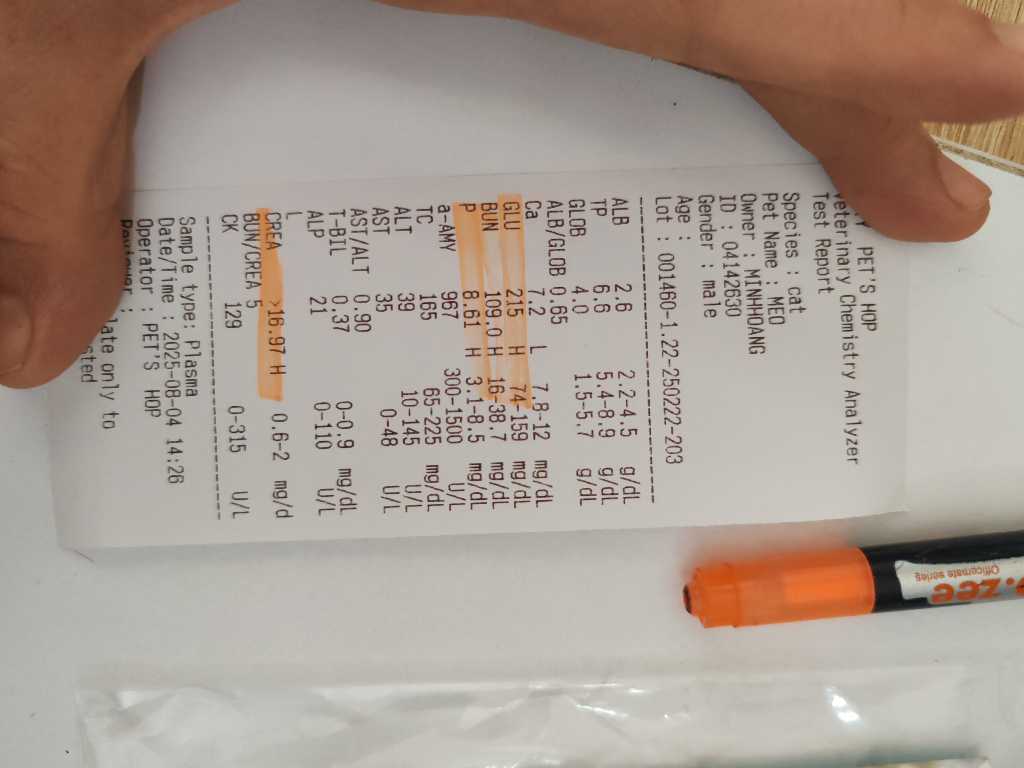 PET'S HOP
Veterinary Chemistry Analyzer
Test Report
Species : cat
Pet Name : MEO
Owner : MINHHOANG
ID : 04142630
Gender : male
Age :
Lot : 001460-1.22-250222-203
--------------------------------
ALB 2.6 2.2-4.5 g/dL
TP 6.6 5.4-8.9 g/dL
GLOB 4.0 1.5-5.7 g/dL
ALB/GLOB 0.65
Ca 7.2 L 7.8-12 mg/dL
GLU 215 H 74-159 mg/dL
BUN 109.0 H 16-38.7 mg/dL
P 8.61 H 3.1-8.5 mg/dL
a-AMY 967 300-1500 U/L
TC 165 65-225 mg/dL
ALT 39 10-145 U/L
AST 35 0-48 U/L
AST/ALT 0.90
T-BIL 0.37 0-0.9 mg/dL
ALP 21 0-110 U/L
CREA >16.97 H 0.6-2 mg/d
L
BUN/CREA 5
CK 129 0-315 U/L
--------------------------------
Sample type: Plasma
Date/Time : 2025-08-04 14:26
Operator : PET'S HOP
Reviewer :
late only to
sted
O.zee
Officemate series